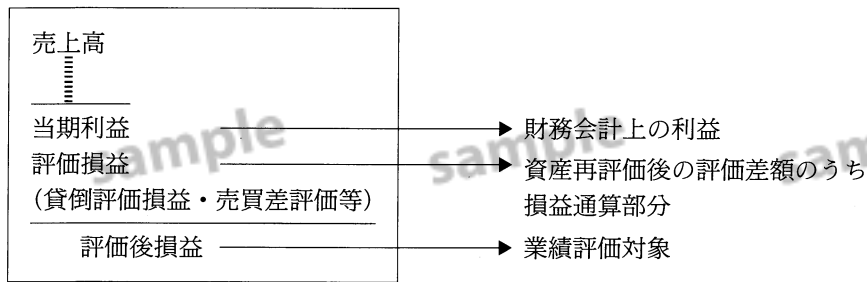 売上高
当期利益 財務会計上の利益
評価損益 資産再評価後の評価差額のうち
(貸倒評価損益・売買差評価等) 損益通算部分
評価後損益 業績評価対象
sample sample sam